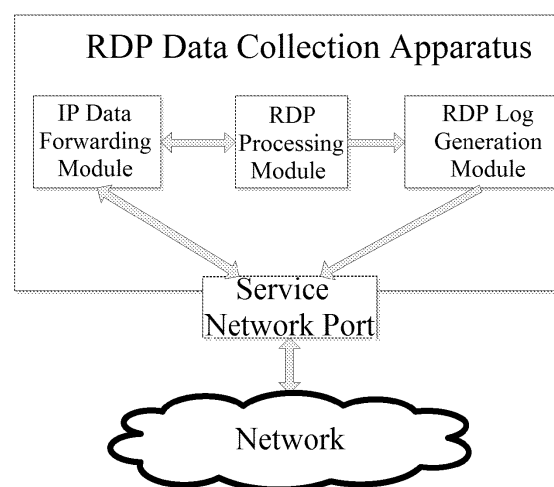 RDP Data Collection Apparatus
IP Data
Forwarding
Module
RDP
Processing
Module
RDP Log
Generation
Module
Service
Network Port
Network